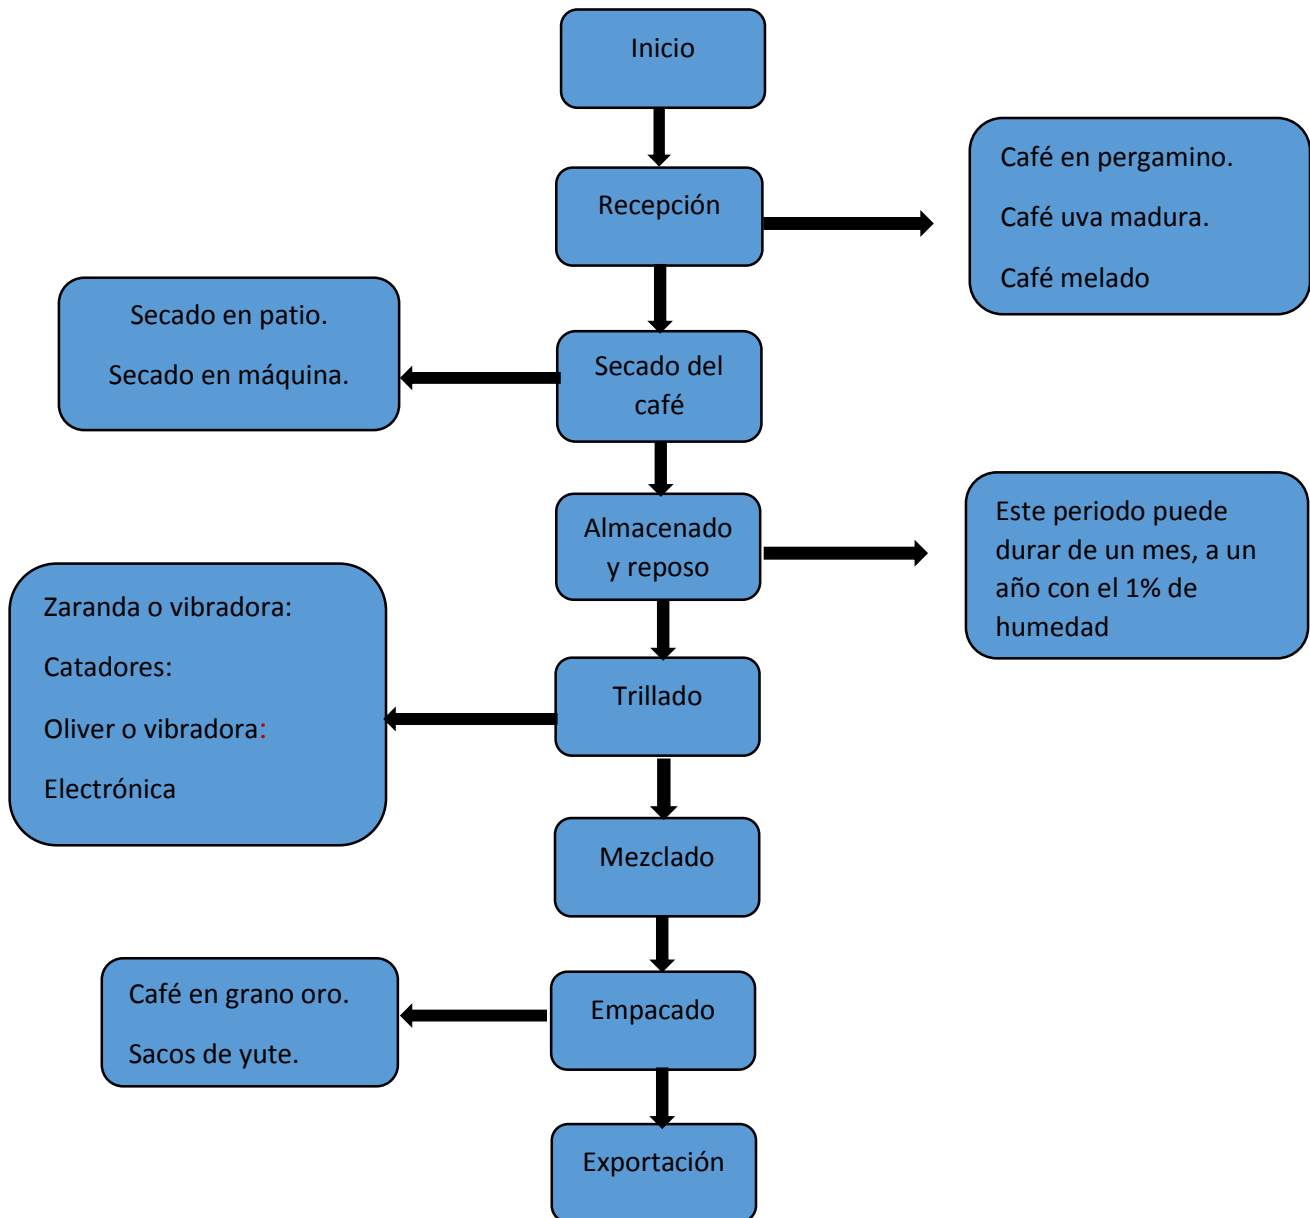 Inicio
Recepción
Café en pergamino.
Café uva madura.
Café melado
Secado del
café
Secado en patio.
Secado en máquina.
Almacenado
y reposo
Este periodo puede
durar de un mes, a un
año con el 1% de
humedad
Trillado
Zaranda o vibradora:
Catadores:
Oliver o vibradora:
Electrónica
Mezclado
Empacado
Café en grano oro.
Sacos de yute.
Exportación